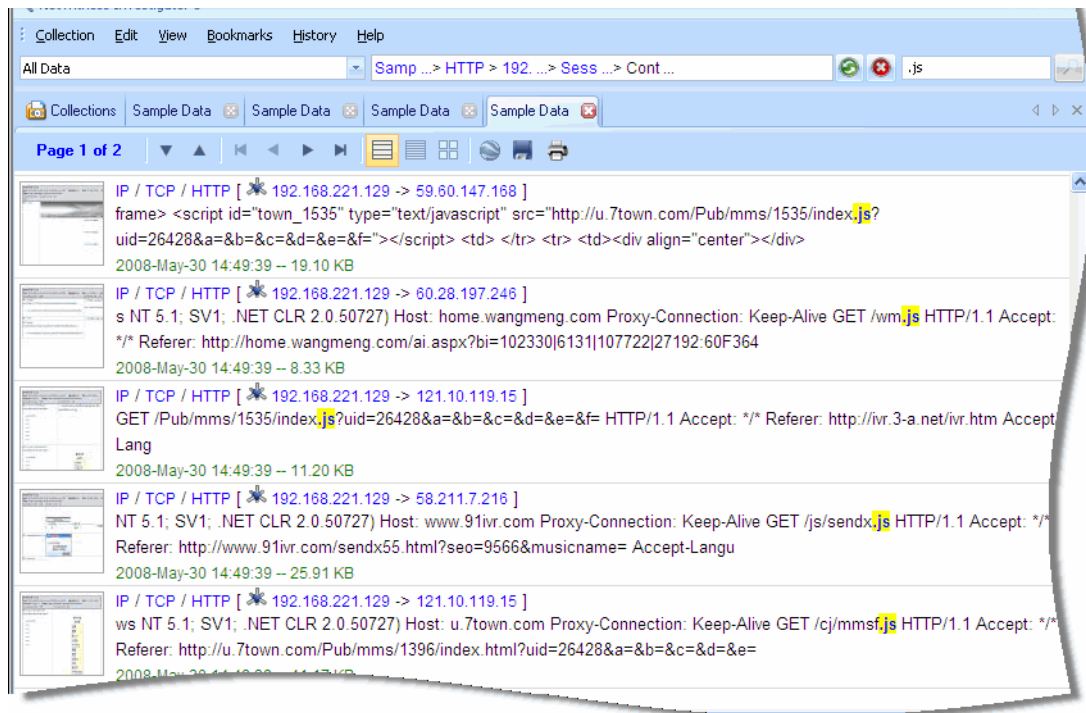 Collection Edit View Bookmarks History Help
All Data Samp ...> HTTP > 192. ...> Sess ...> Cont ... .js
Collections Sample Data Sample Data Sample Data Sample Data
Page 1 of 2
IP / TCP / HTTP [ 192.168.221.129 -> 59.60.147.168 ]
frame> <script id="town_1535" type="text/javascript" src="http://u.7town.com/Pub/mms/1535/index.js?
uid=26428&a=&b=&c=&d=&e=&f="></script> <td> </tr> <tr> <td><div align="center"></div>
2008-May-30 14:49:39 -- 19.10 KB
IP / TCP / HTTP [ 192.168.221.129 -> 60.28.197.246 ]
s NT 5.1; SV1; .NET CLR 2.0.50727) Host: home.wangmeng.com Proxy-Connection: Keep-Alive GET /wm.js HTTP/1.1 Accept:
*/* Referer: http://home.wangmeng.com/ai.aspx?bi=102330|6131|107722|27192:60F364
2008-May-30 14:49:39 -- 8.33 KB
IP / TCP / HTTP [ 192.168.221.129 -> 121.10.119.15 ]
GET /Pub/mms/1535/index.js?uid=26428&a=&b=&c=&d=&e=&f= HTTP/1.1 Accept: */* Referer: http://ivr.3-a.net/ivr.htm Accept
Lang
2008-May-30 14:49:39 -- 11.20 KB
IP / TCP / HTTP [ 192.168.221.129 -> 58.211.7.216 ]
NT 5.1; SV1; .NET CLR 2.0.50727) Host: www.91ivr.com Proxy-Connection: Keep-Alive GET /js/sendx.js HTTP/1.1 Accept: */*
Referer: http://www.91ivr.com/sendx55.html?seo=9566&musicname= Accept-Langu
2008-May-30 14:49:39 -- 25.91 KB
IP / TCP / HTTP [ 192.168.221.129 -> 121.10.119.15 ]
ws NT 5.1; SV1; .NET CLR 2.0.50727) Host: u.7town.com Proxy-Connection: Keep-Alive GET /cj/mmsf.js HTTP/1.1 Accept: */*
Referer: http://u.7town.com/Pub/mms/1396/index.html?uid=26428&a=&b=&c=&d=&e=